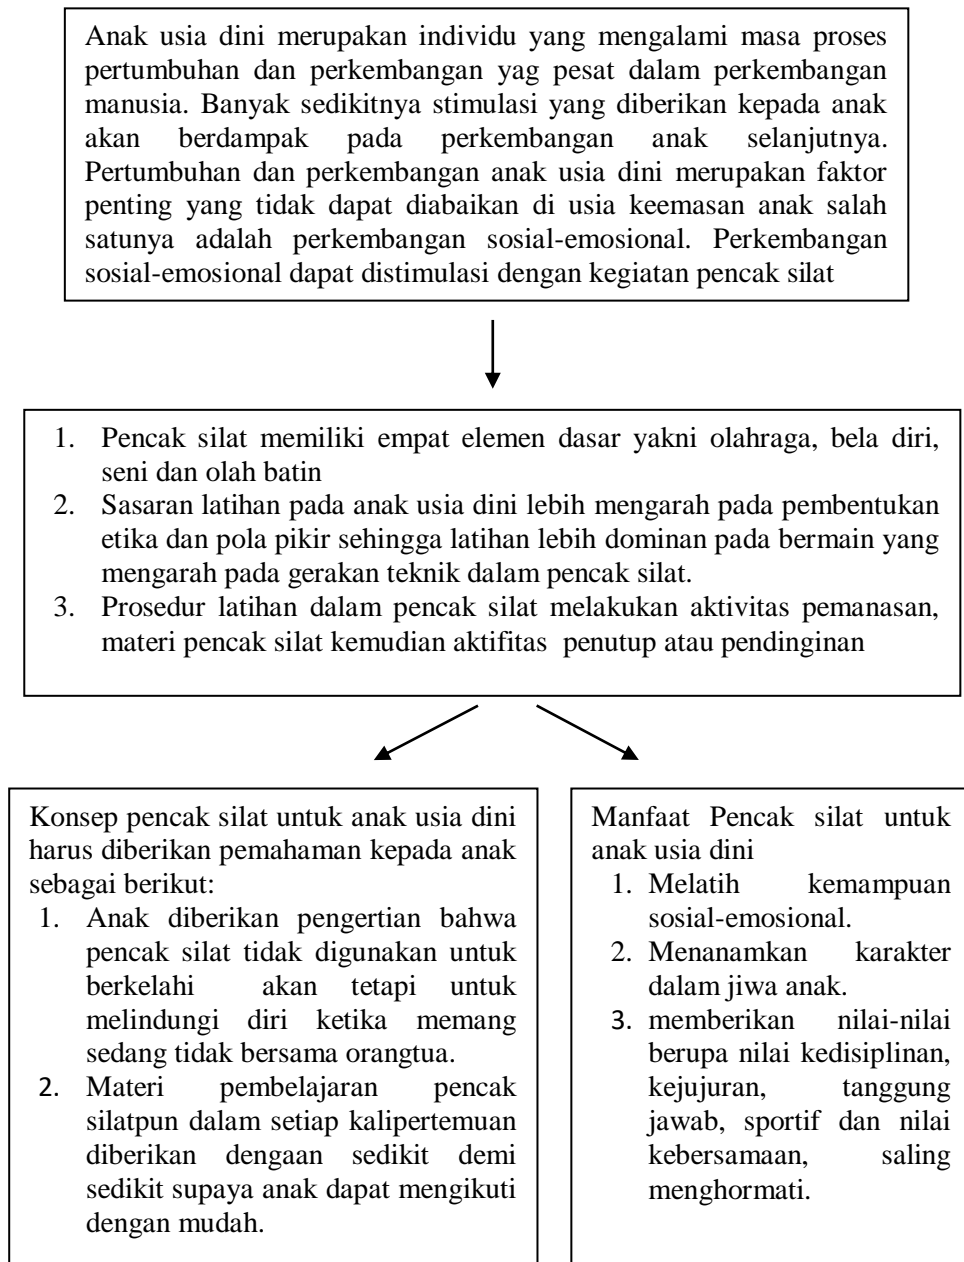 Anak usia dini merupakan individu yang mengalami masa proses
pertumbuhan dan perkembangan yag pesat dalam perkembangan
manusia. Banyak sedikitnya stimulasi yang diberikan kepada anak
akan berdampak pada perkembangan anak selanjutnya.
Pertumbuhan dan perkembangan anak usia dini merupakan faktor
penting yang tidak dapat diabaikan di usia keemasan anak salah
satunya adalah perkembangan sosial-emosional. Perkembangan
sosial-emosional dapat distimulasi dengan kegiatan pencak silat
1. Pencak silat memiliki empat elemen dasar yakni olahraga, bela diri,
seni dan olah batin
2. Sasaran latihan pada anak usia dini lebih mengarah pada pembentukan
etika dan pola pikir sehingga latihan lebih dominan pada bermain yang
mengarah pada gerakan teknik dalam pencak silat.
3. Prosedur latihan dalam pencak silat melakukan aktivitas pemanasan,
materi pencak silat kemudian aktifitas penutup atau pendinginan
Konsep pencak silat untuk anak usia dini
harus diberikan pemahaman kepada anak
sebagai berikut:
1. Anak diberikan pengertian bahwa
pencak silat tidak digunakan untuk
berkelahi akan tetapi untuk
melindungi diri ketika memang
sedang tidak bersama orangtua.
2. Materi pembelajaran pencak
silatpun dalam setiap kalipertemuan
diberikan dengaan sedikit demi
sedikit supaya anak dapat mengikuti
dengan mudah.
Manfaat Pencak silat untuk
anak usia dini
1. Melatih kemampuan
sosial-emosional.
2. Menanamkan karakter
dalam jiwa anak.
3. memberikan nilai-nilai
berupa nilai kedisiplinan,
kejujuran, tanggung
jawab, sportif dan nilai
kebersamaan, saling
menghormati.